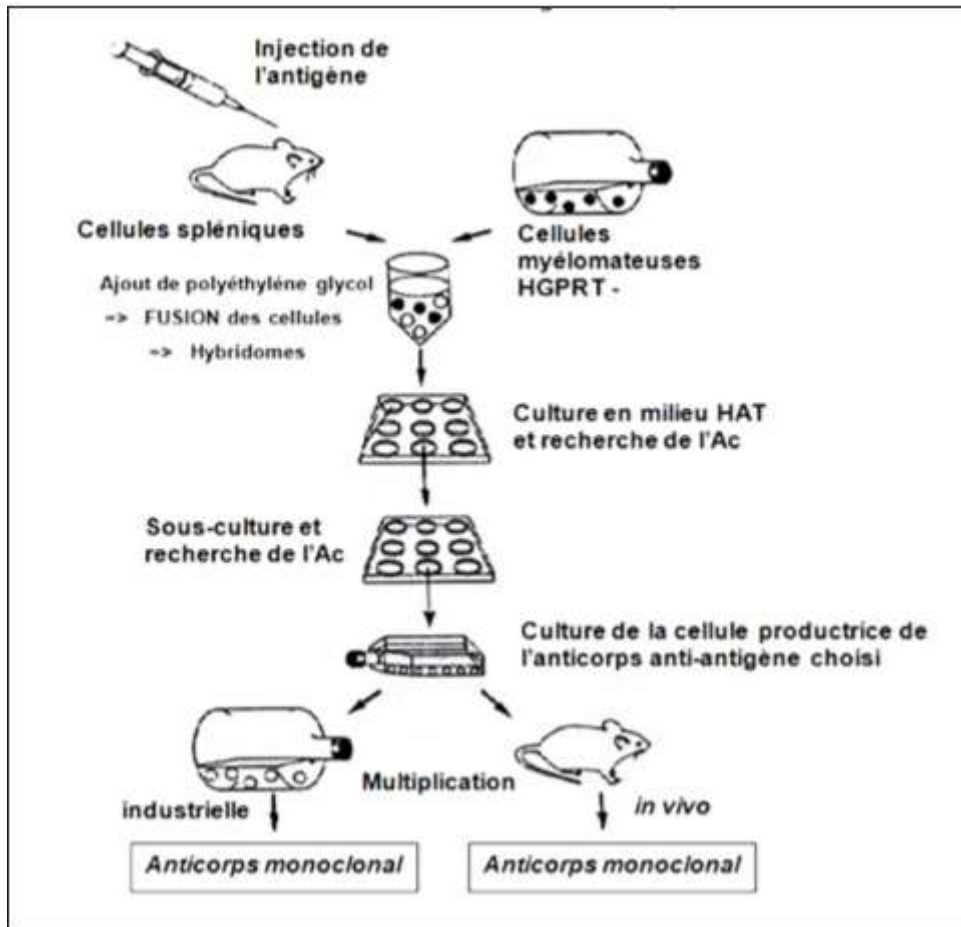 Injection de
l'antigène
Cellules spléniques
Cellules
myélomateuses
HGPRT -
Ajout de polyéthyléne glycol
=> FUSION des cellules
=> Hybridomes
Culture en milieu HAT
et recherche de l'Ac
Sous-culture et
recherche de l'Ac
Culture de la cellule productrice de
l'anticorps anti-antigène choisi
Multiplication
industrielle
in vivo
Anticorps monoclonal
Anticorps monoclonal